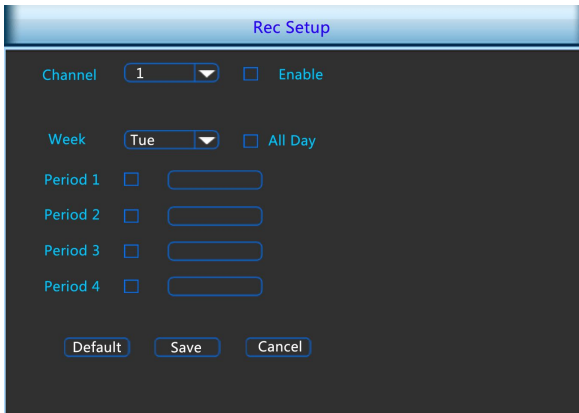 Rec Setup
Channel 1 Enable
Week Tue All Day
Period 1
Period 2
Period 3
Period 4
Default Save Cancel